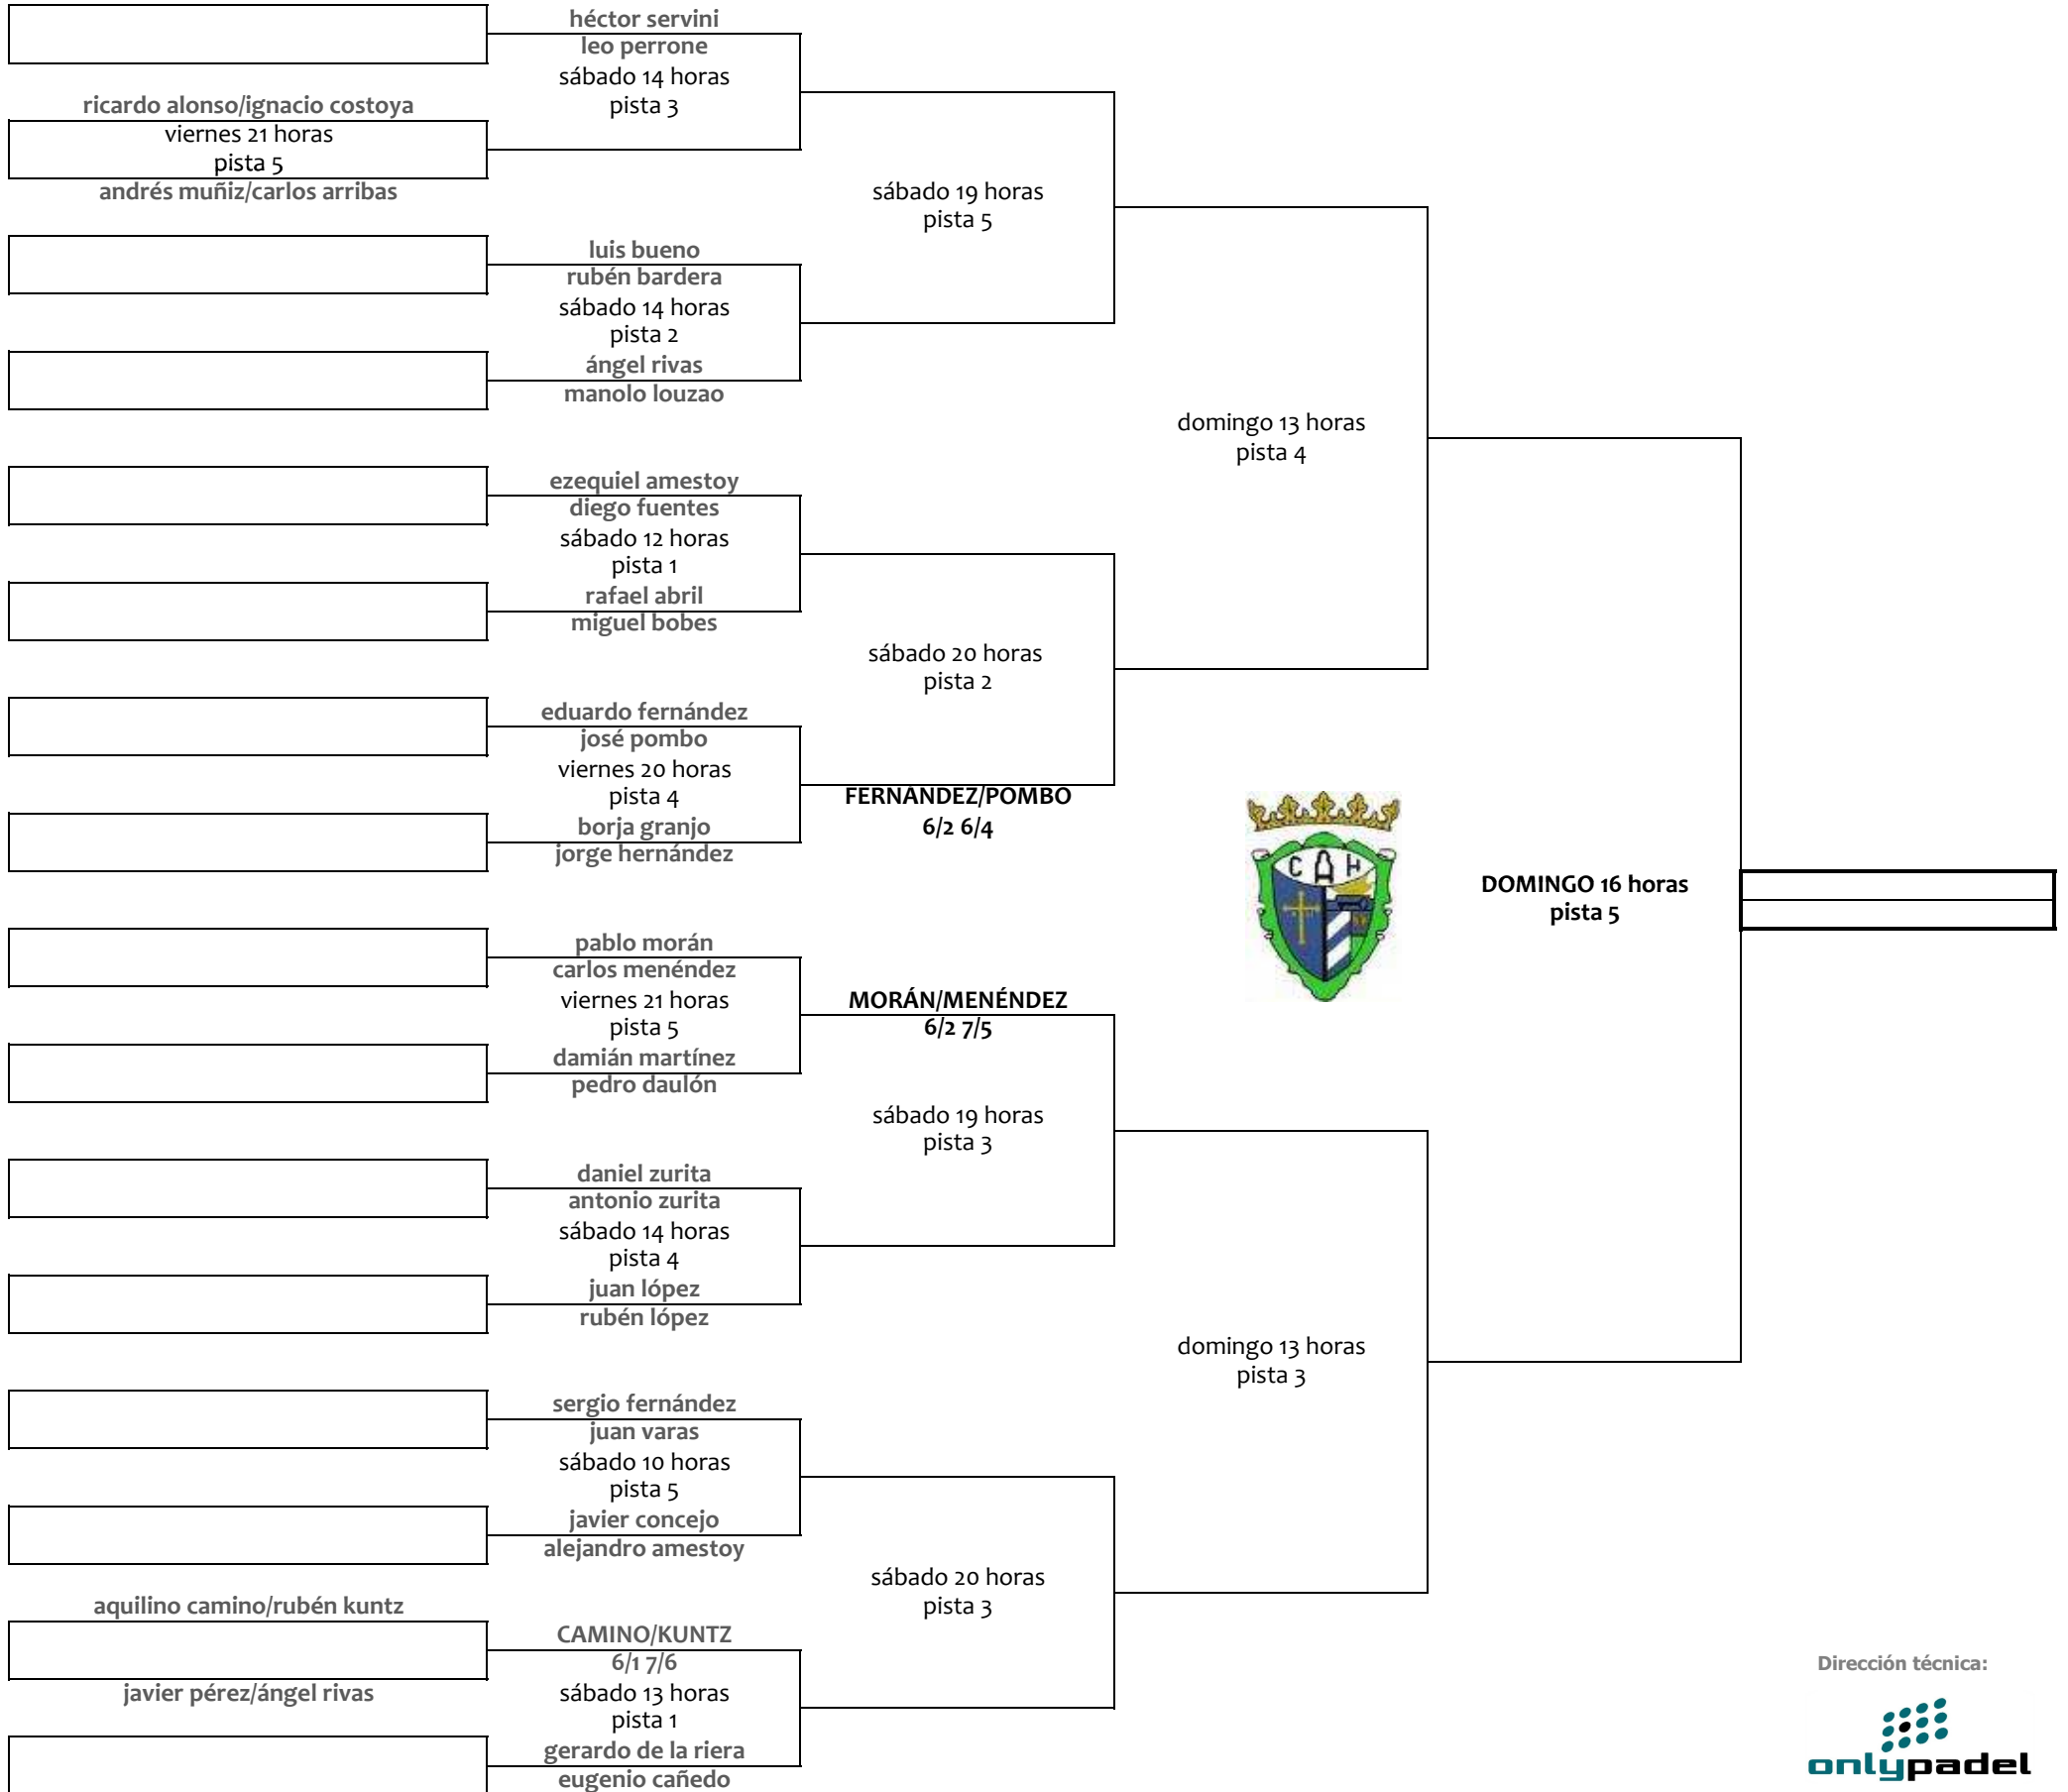 héctor servini
leo perrone
sábado 14 horas
pista 3
ricardo alonso/ignacio costoya
viernes 21 horas
pista 5
andrés muñiz/carlos arribas
sábado 19 horas
pista 5
luis bueno
rubén bardera
sábado 14 horas
pista 2
ángel rivas
manolo louzao
domingo 13 horas
pista 4
ezequiel amestoy
diego fuentes
sábado 12 horas
pista 1
rafael abril
miguel bobes
sábado 20 horas
pista 2
eduardo fernández
josé pombo
viernes 20 horas
pista 4
FERNÁNDEZ/POMBO
6/2 6/4
borja granjo
jorge hernández
C A H
DOMINGO 16 horas
pista 5
pablo morán
carlos menéndez
viernes 21 horas
pista 5
MORÁN/MENÉNDEZ
6/2 7/5
damián martínez
pedro daulón
sábado 19 horas
pista 3
daniel zurita
antonio zurita
sábado 14 horas
pista 4
juan lópez
rubén lópez
domingo 13 horas
pista 3
sergio fernández
juan varas
sábado 10 horas
pista 5
javier concejo
alejandro amestoy
sábado 20 horas
pista 3
aquilino camino/rubén kuntz
CAMINO/KUNTZ
6/1 7/6
javier pérez/ángel rivas
sábado 13 horas
pista 1
gerardo de la riera
eugenio cañedo
Dirección técnica:
onlypadel